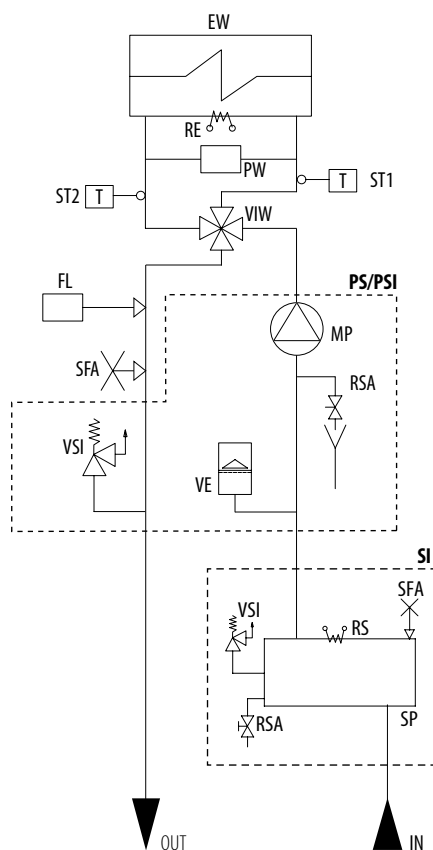 EW
RE
PW
ST2 T
T ST1
VIW
FL
PS/PSI
MP
SFA
RSA
VSI
VE
SI
SFA
VSI
RS
RSA
SP
OUT
IN